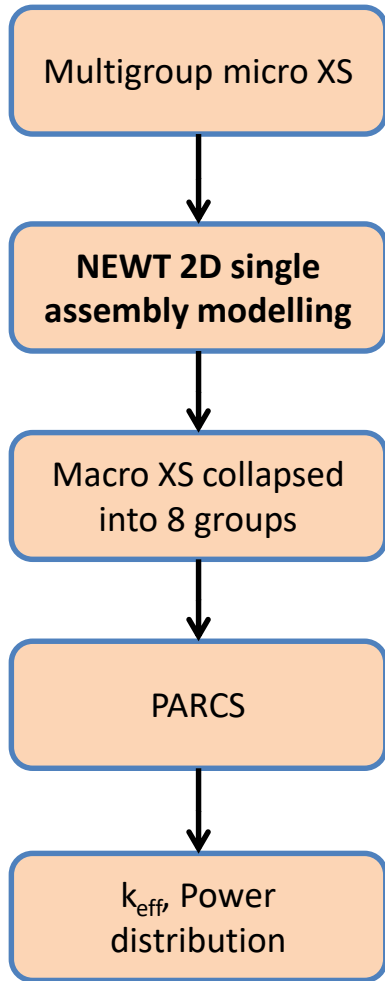 Multigroup micro XS
NEWT 2D single
assembly modelling
Macro XS collapsed
into 8 groups
PARCS
keff, Power
distribution